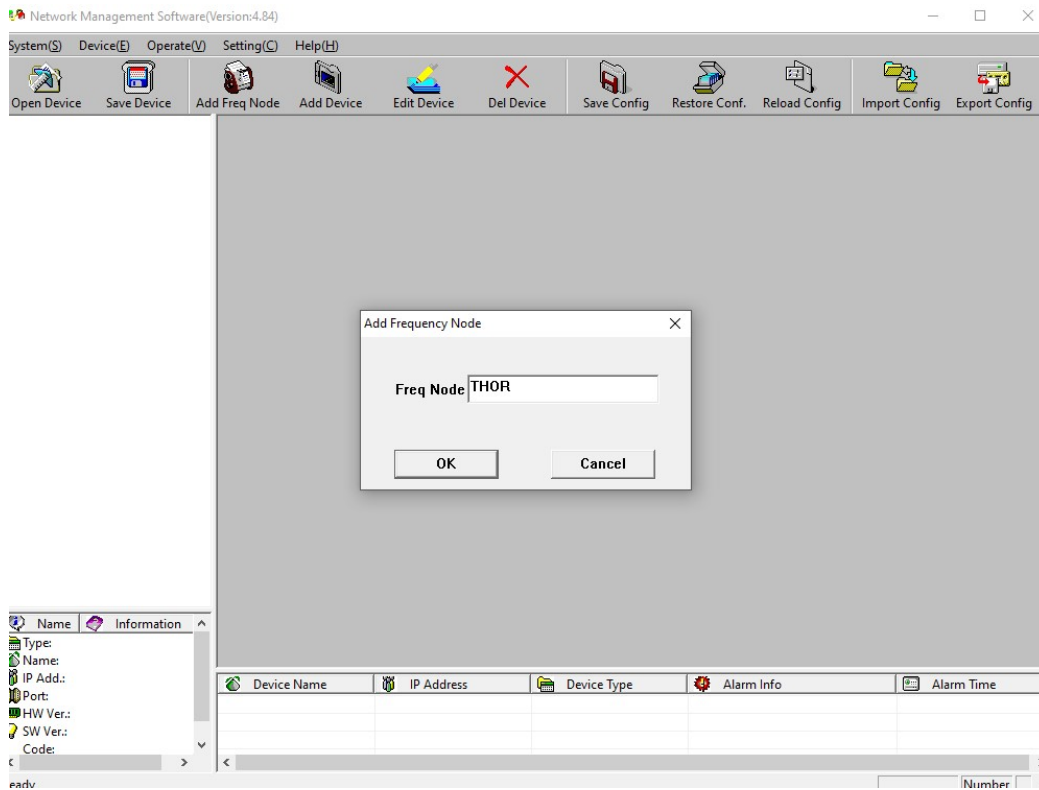 Network Management Software(Version:4.84)
System(S) Device(E) Operate(V) Setting(C) Help(H)
Open Device Save Device Add Freq Node Add Device Edit Device Del Device Save Config Restore Conf. Reload Config Import Config Export Config
Add Frequency Node
Freq Node THOR
OK Cancel
Name Information
Type:
Name:
IP Add.:
Port:
HW Ver.:
SW Ver.:
Code:
Device Name IP Address Device Type Alarm Info Alarm Time
eady Number